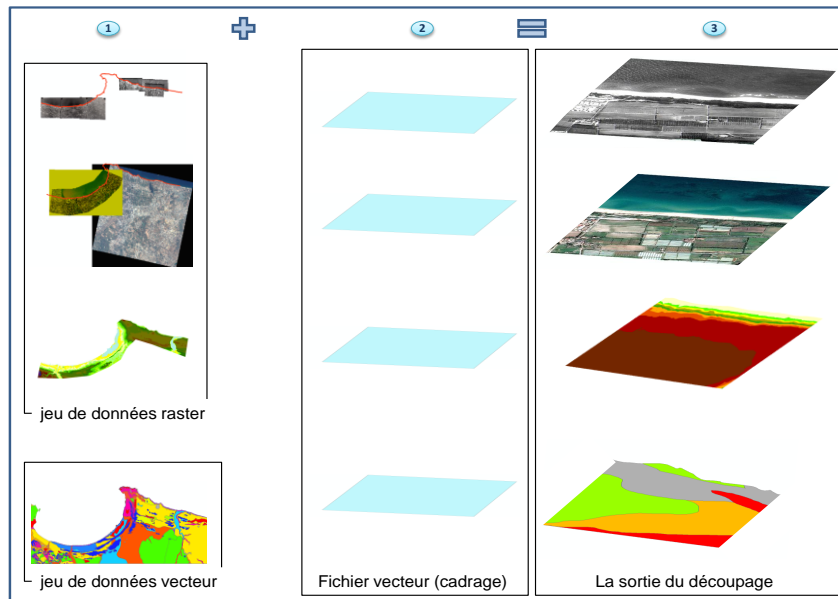 1
2
3
jeu de données raster
jeu de données vecteur
Fichier vecteur (cadrage)
La sortie du découpage